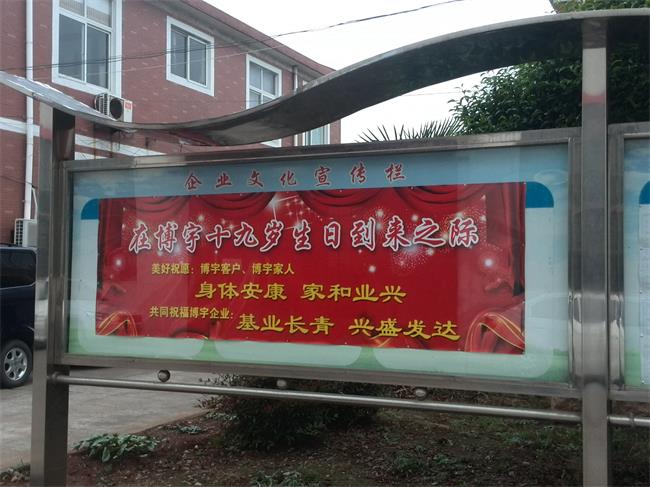 企业文化宣传栏
在博宇十九岁生日到来之际
美好祝愿：博宇客户、博宇家人
身体安康 家和业兴
共同祝福博宇企业：
基业长青 兴盛发达